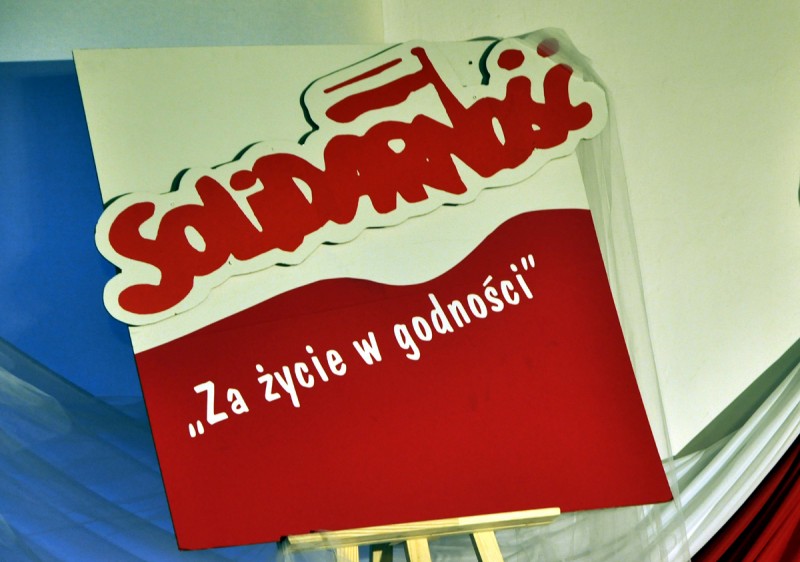 SOLIDARNOŚĆ
„Za życie w godności”